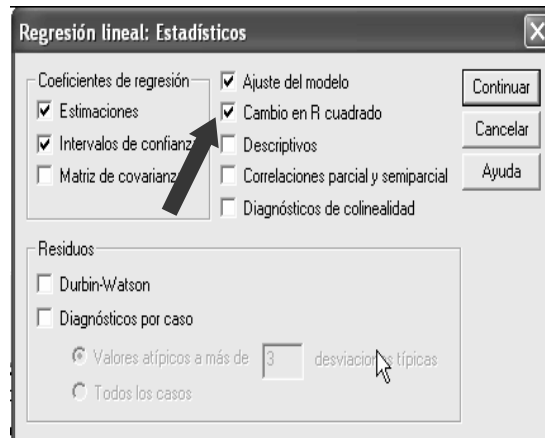 Regresión lineal: Estadísticos
Coeficientes de regresión
Estimaciones
Intervalos de confianz
Matriz de covarianz
Ajuste del modelo
Cambio en R cuadrado
Descriptivos
Correlaciones parcial y semiparcial
Diagnósticos de colinealidad
Continuar
Cancelar
Ayuda
Residuos
Durbin-Watson
Diagnósticos por caso
Valores atípicos a más de 3 desviaciones típicas
Todos los casos